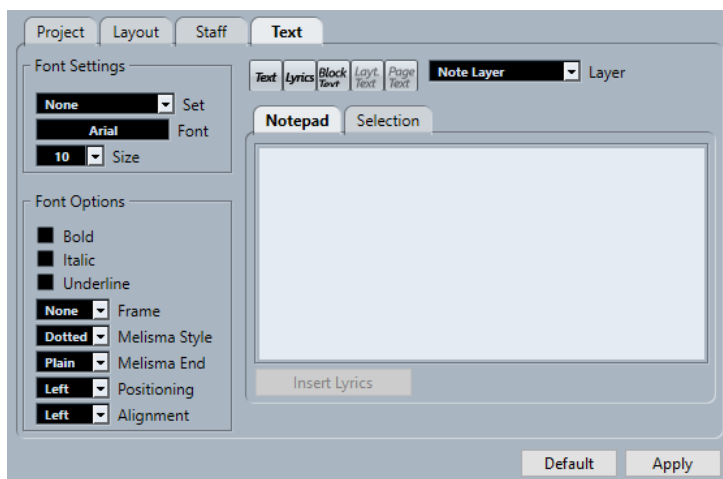 Project Layout Staff Text
Font Settings
None Set
Arial Font
10 Size
Font Options
Bold
Italic
Underline
None Frame
Dotted Melisma Style
Plain Melisma End
Left Positioning
Left Alignment
Text Lyrics Block Text Layt. Text Page Text Note Layer Layer
Notepad Selection
Insert Lyrics
Default Apply